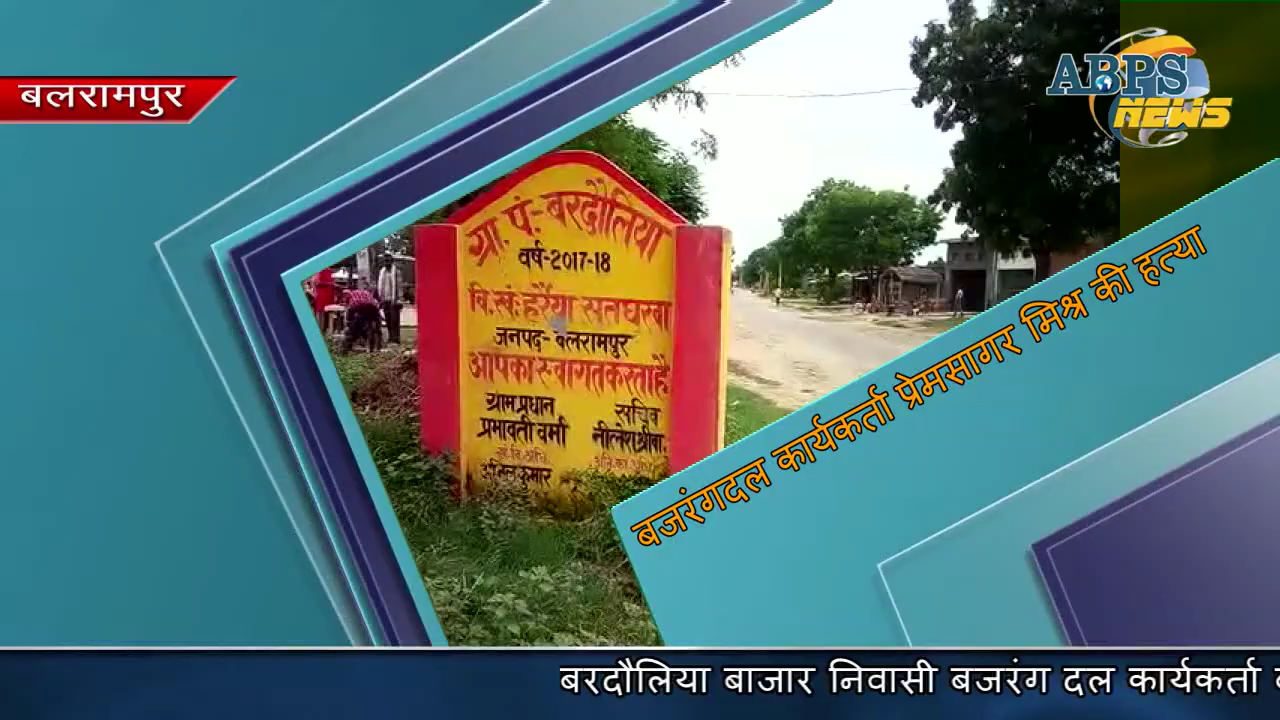 बलरामपुर
ABPS
NEWS
ग्रा. पं.- बरदौलिया
वर्ष-2017-18
वि.खं: हर्रैया सतघरवा
जनपद- बलरामपुर
आपका स्वागत करता है
ग्राम प्रधान
प्रभावती वर्मा
सचिव
अनिल कुमार
बजरंगदल कार्यकर्ता प्रेमसागर मिश्र की हत्या
बरदौलिया बाजार निवासी बजरंग दल कार्यकर्ता